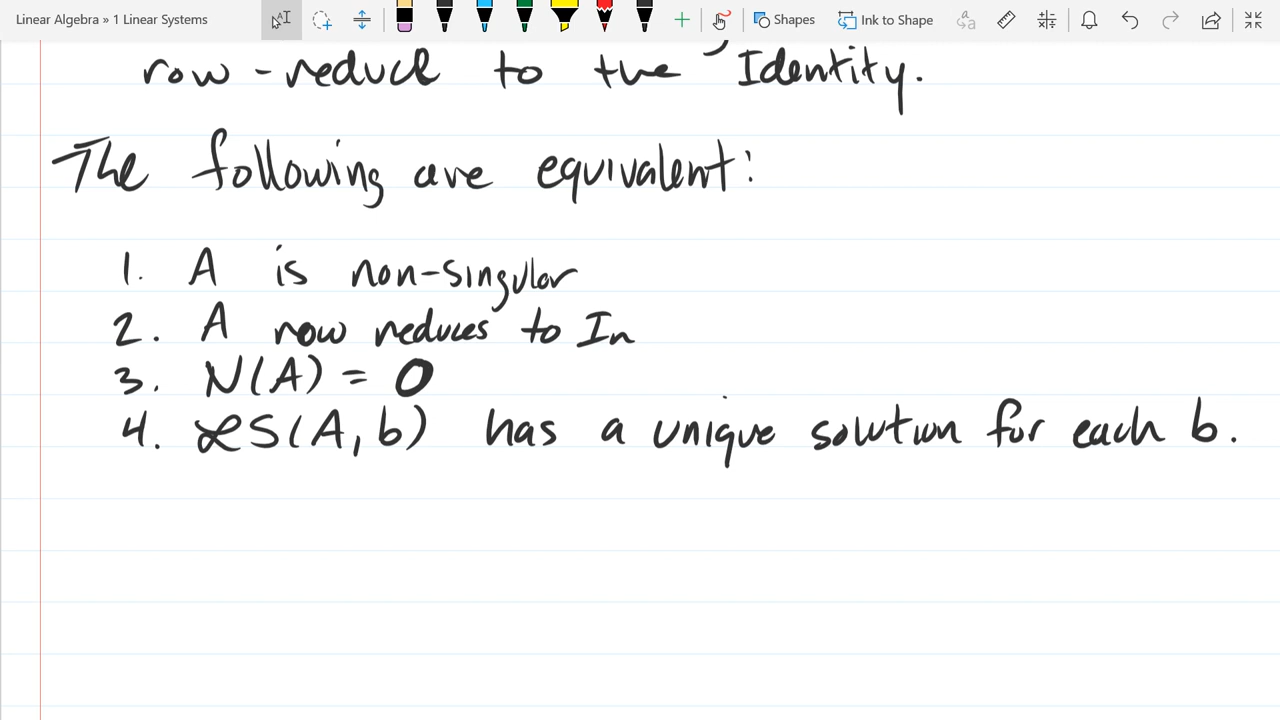 Linear Algebra » 1 Linear Systems
Shapes
Ink to Shape
row-reduce to the Identity.
The following are equivalent:
1. A is non-singular
2. A row reduces to In
3. N(A) = 0
4. LS(A, b) has a unique solution for each b.